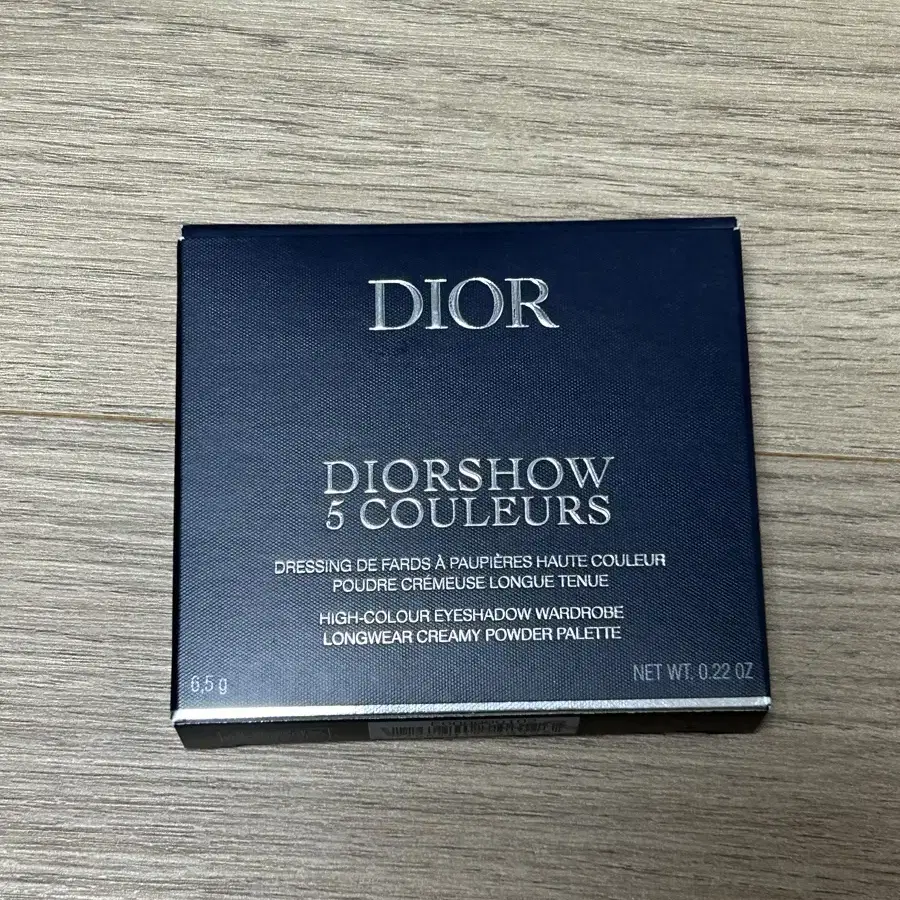 DIOR
DIORSHOW
5 COULEURS
DRESSING DE FARDS À PAUPIÈRES HAUTE COULEUR
POUDRE CRÉMEUSE LONGUE TENUE
HIGH-COLOUR EYESHADOW WARDROBE
LONGWEAR CREAMY POWDER PALETTE
6,5 g
NET WT. 0.22 OZ